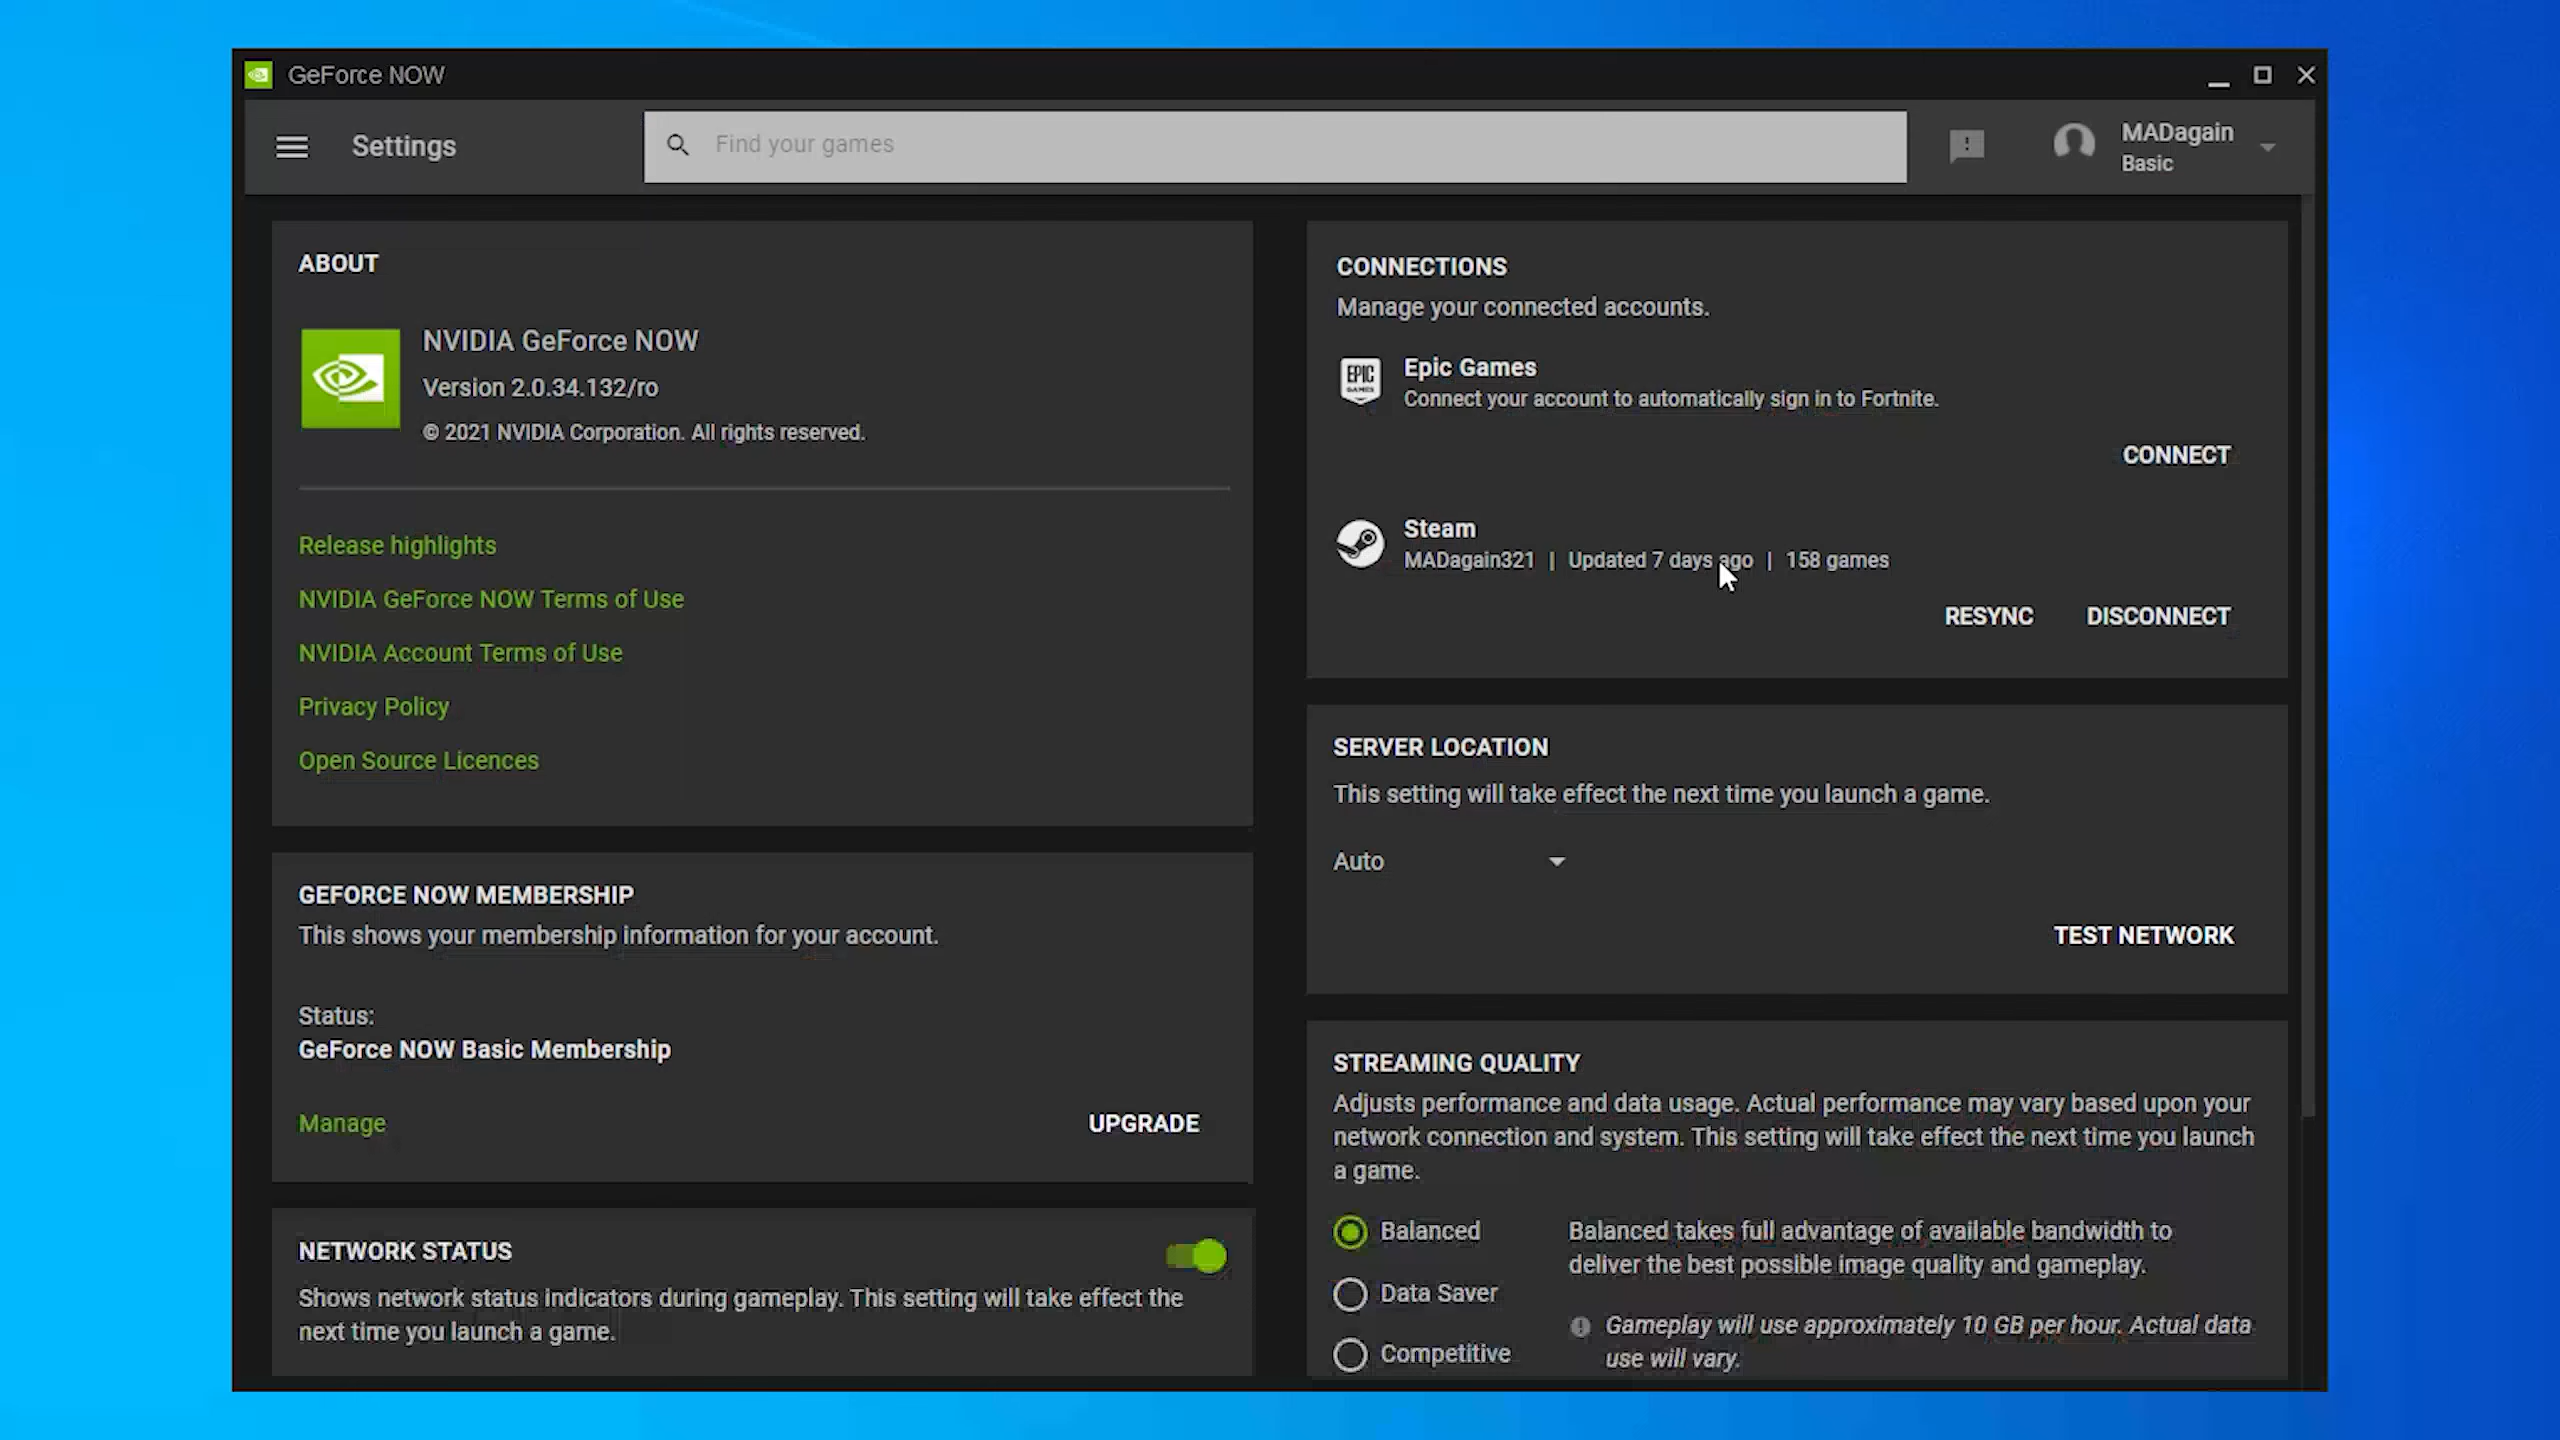 GeForce NOW
Settings
Find your games
!
MADagain
Basic
ABOUT
NVIDIA GeForce NOW
Version 2.0.34.132/ro
© 2021 NVIDIA Corporation. All rights reserved.
Release highlights
NVIDIA GeForce NOW Terms of Use
NVIDIA Account Terms of Use
Privacy Policy
Open Source Licences
GEFORCE NOW MEMBERSHIP
This shows your membership information for your account.
Status:
GeForce NOW Basic Membership
Manage
UPGRADE
NETWORK STATUS
Shows network status indicators during gameplay. This setting will take effect the
next time you launch a game.
CONNECTIONS
Manage your connected accounts.
EPIC
GAMES
Epic Games
Connect your account to automatically sign in to Fortnite.
CONNECT
Steam
MADagain321 | Updated 7 days ago | 158 games
RESYNC
DISCONNECT
SERVER LOCATION
This setting will take effect the next time you launch a game.
Auto
TEST NETWORK
STREAMING QUALITY
Adjusts performance and data usage. Actual performance may vary based upon your
network connection and system. This setting will take effect the next time you launch
a game.
Balanced
Data Saver
Competitive
Balanced takes full advantage of available bandwidth to
deliver the best possible image quality and gameplay.
Gameplay will use approximately 10 GB per hour. Actual data
use will vary.